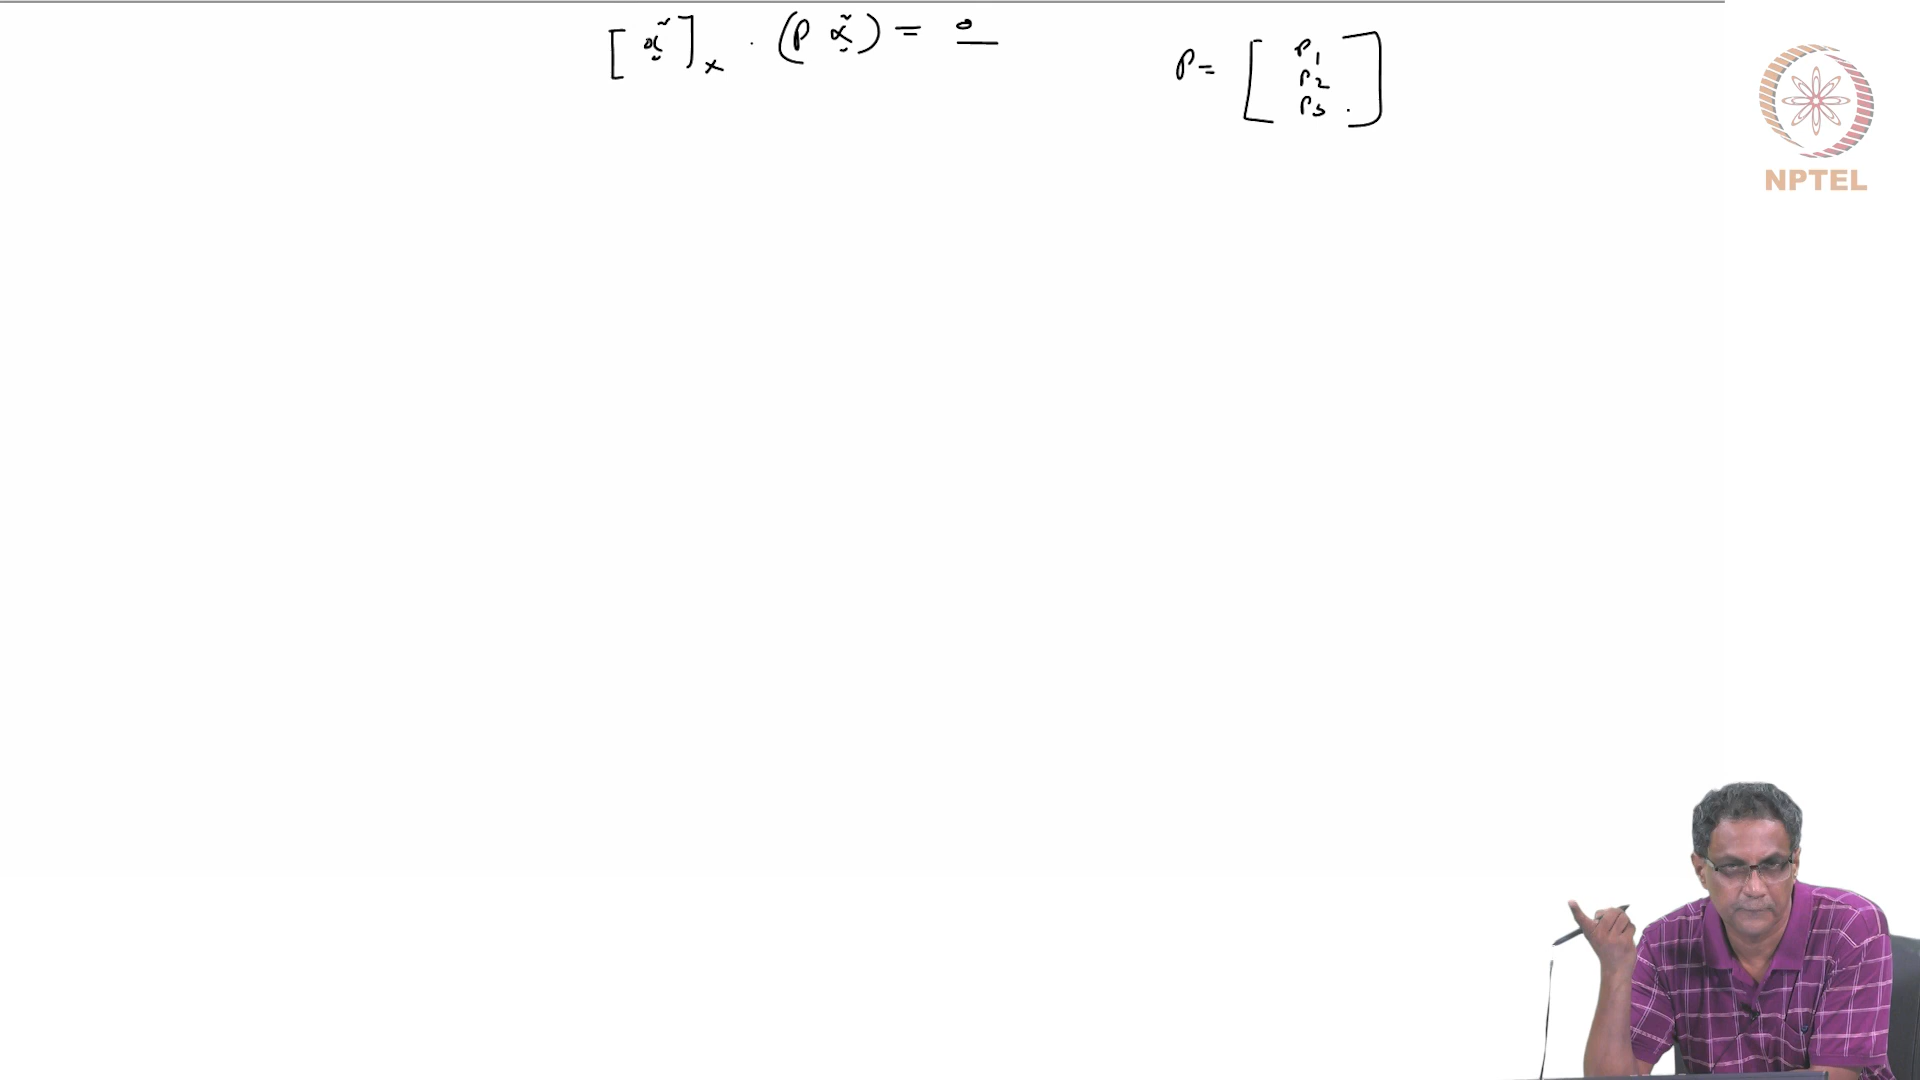 [ x̰̃ ]ₓ · (P x̰̃) = 0
P = [ P1
P2
P3 ]
NPTEL